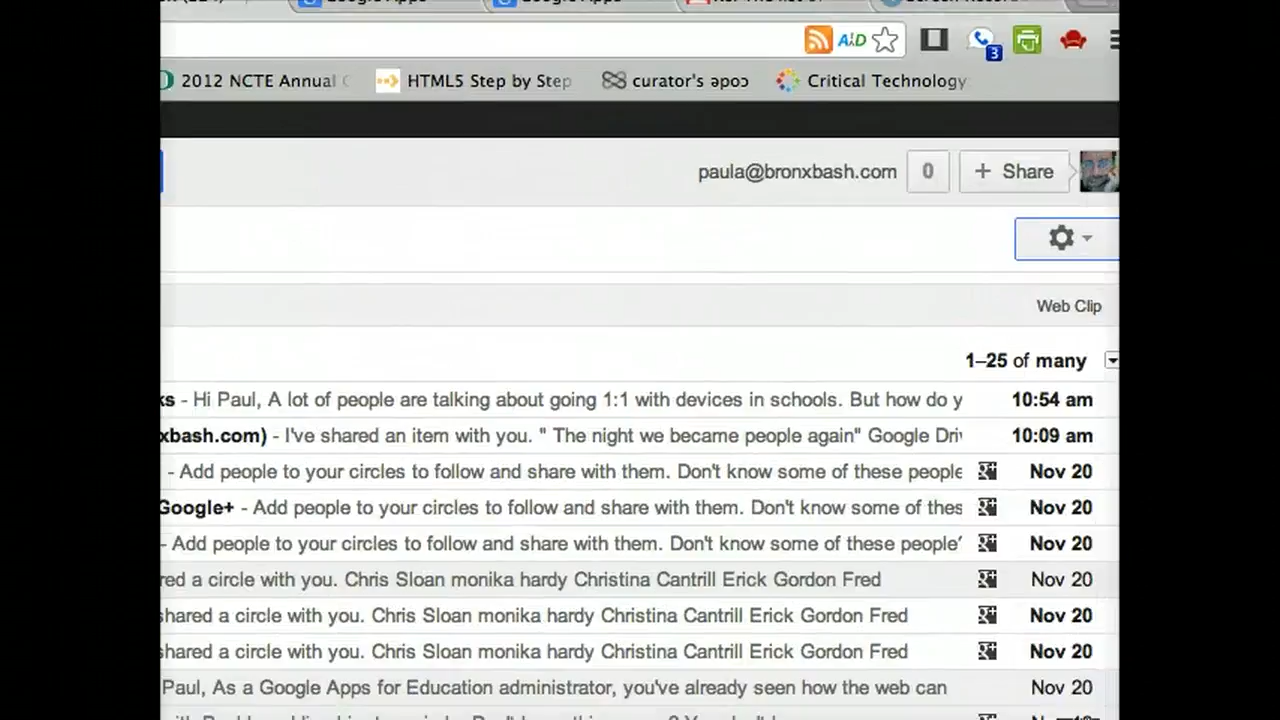 Google Apps Google Apps
A/D
3
2012 NCTE Annual HTML5 Step by Step curator's ǝpoɔ Critical Technology
paula@bronxbash.com 0 + Share
Web Clip
1–25 of many
ks - Hi Paul, A lot of people are talking about going 1:1 with devices in schools. But how do y 10:54 am
xbash.com) - I've shared an item with you. " The night we became people again" Google Driv 10:09 am
- Add people to your circles to follow and share with them. Don't know some of these people Nov 20
Google+ - Add people to your circles to follow and share with them. Don't know some of thes Nov 20
- Add people to your circles to follow and share with them. Don't know some of these people Nov 20
red a circle with you. Chris Sloan monika hardy Christina Cantrill Erick Gordon Fred Nov 20
shared a circle with you. Chris Sloan monika hardy Christina Cantrill Erick Gordon Fred Nov 20
shared a circle with you. Chris Sloan monika hardy Christina Cantrill Erick Gordon Fred Nov 20
Paul, As a Google Apps for Education administrator, you've already seen how the web can Nov 20